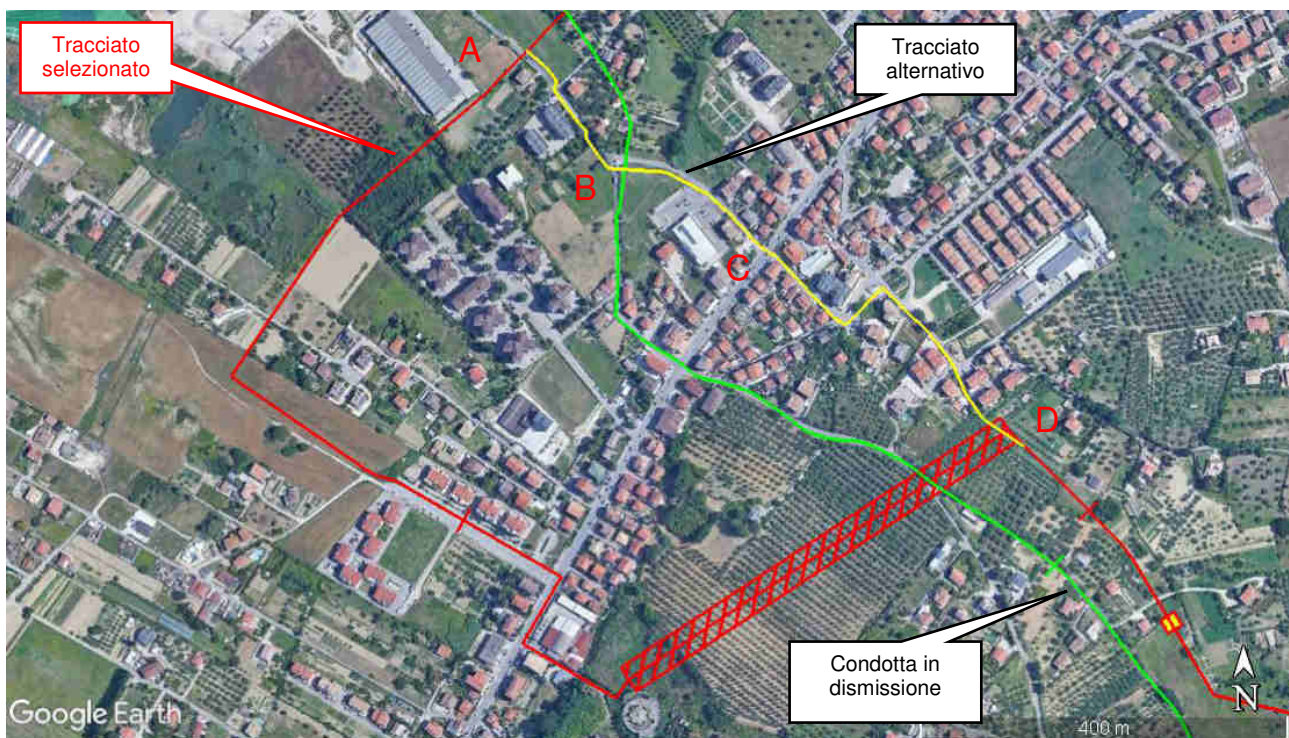 Tracciato
selezionato
A
Tracciato
alternativo
B
C
D
Condotta in
dismissione
N
Google Earth
400 m